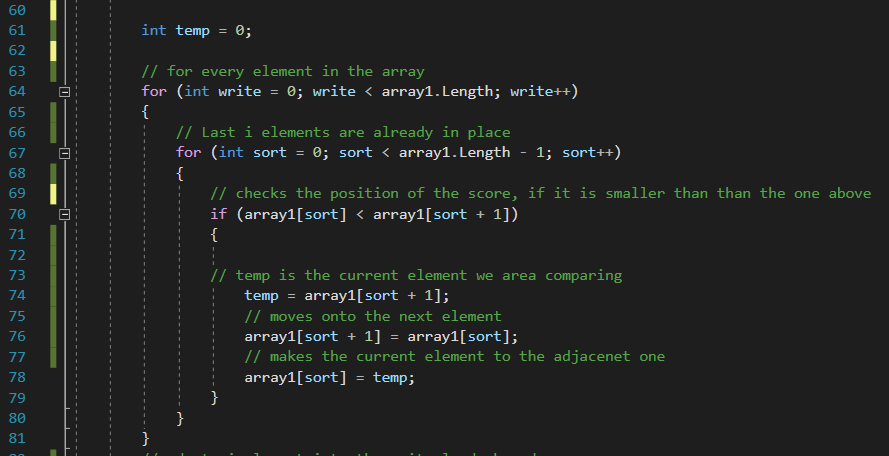 60
61 int temp = 0;
62
63 // for every element in the array
64 for (int write = 0; write < array1.Length; write++)
65 {
66 // Last i elements are already in place
67 for (int sort = 0; sort < array1.Length - 1; sort++)
68 {
69 // checks the position of the score, if it is smaller than than the one above
70 if (array1[sort] < array1[sort + 1])
71 {
72
73 // temp is the current element we area comparing
74 temp = array1[sort + 1];
75 // moves onto the next element
76 array1[sort + 1] = array1[sort];
77 // makes the current element to the adjacenet one
78 array1[sort] = temp;
79 }
80 }
81 }